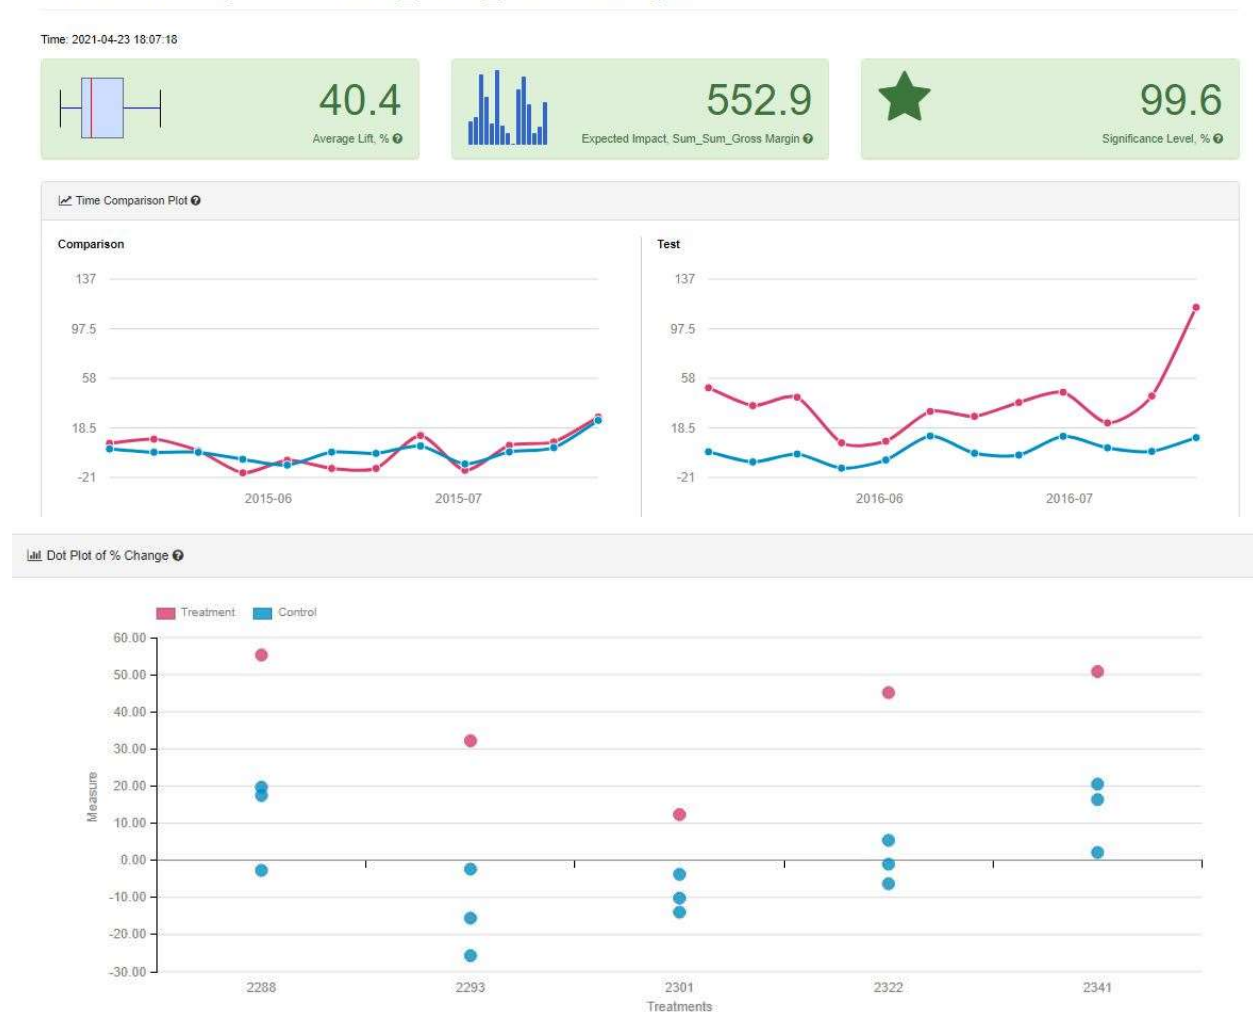 Time: 2021-04-23 18:07:18
40.4
Average Lift, %
552.9
Expected Impact, Sum_Sum_Gross Margin
99.6
Significance Level, %
Time Comparison Plot
Comparison
137
97.5
58
18.5
-21
2015-06 2015-07
Test
137
97.5
58
18.5
-21
2016-06 2016-07
Dot Plot of % Change
Treatment Control
60.00
50.00
40.00
30.00
20.00
10.00
0.00
-10.00
-20.00
-30.00
Measure
2288 2293 2301 2322 2341
Treatments